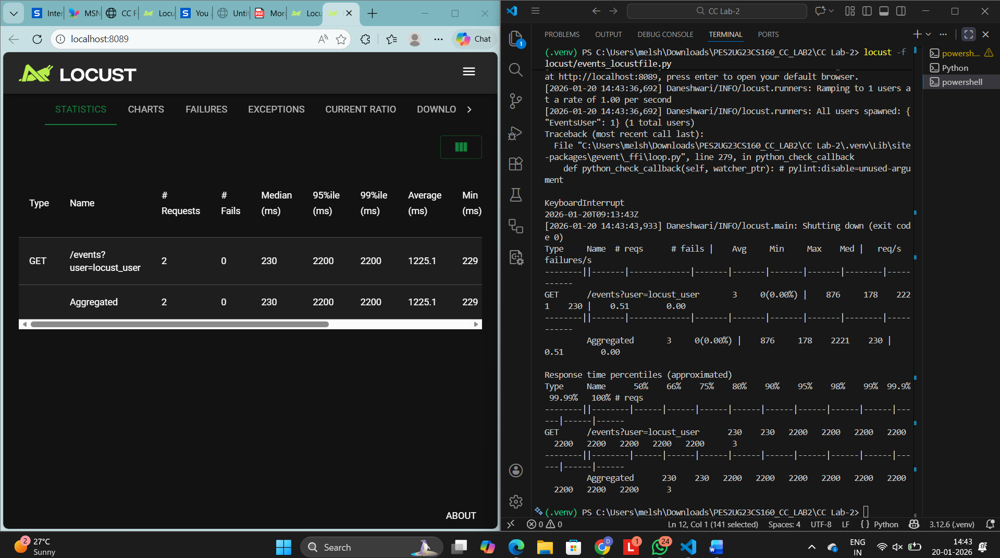 Inter
MSN
CC F
Locu
You
Unti
Mon
Locu
localhost:8089
Chat
LOCUST
STATISTICS
CHARTS
FAILURES
EXCEPTIONS
CURRENT RATIO
DOWNLO
Type Name # Requests # Fails Median (ms) 95%ile (ms) 99%ile (ms) Average (ms) Min (ms)
GET /events?user=locust_user 2 0 230 2200 2200 1225.1 229
Aggregated 2 0 230 2200 2200 1225.1 229
ABOUT
CC Lab-2
PROBLEMS OUTPUT DEBUG CONSOLE TERMINAL PORTS
1
(.venv) PS C:\Users\melsh\Downloads\PES2UG23CS160_CC_LAB2\CC Lab-2> locust -f
locust/events_locustfile.py
at http://localhost:8089, press enter to open your default browser.
[2026-01-20 14:43:36,692] Daneshwari/INFO/locust.runners: Ramping to 1 users a
t a rate of 1.00 per second
[2026-01-20 14:43:36,692] Daneshwari/INFO/locust.runners: All users spawned: {
"EventsUser": 1} (1 total users)
Traceback (most recent call last):
File "C:\Users\melsh\Downloads\PES2UG23CS160_CC_LAB2\CC Lab-2\.venv\Lib\site
-packages\gevent\_ffi\loop.py", line 279, in python_check_callback
def python_check_callback(self, watcher_ptr): # pylint:disable=unused-argu
ment
KeyboardInterrupt
2026-01-20T09:13:43Z
[2026-01-20 14:43:43,933] Daneshwari/INFO/locust.main: Shutting down (exit cod
e 0)
Type Name # reqs # fails | Avg Min Max Med | req/s
failures/s
--------||-------|-------------|-------|-------|-------|-------|--------|-----
------
GET /events?user=locust_user 3 0(0.00%) | 876 178 222
1 230 | 0.51 0.00
--------||-------|-------------|-------|-------|-------|-------|--------|-----
------
Aggregated 3 0(0.00%) | 876 178 2221 230 |
0.51 0.00
Response time percentiles (approximated)
Type Name 50% 66% 75% 80% 90% 95% 98% 99% 99.9%
99.99% 100% # reqs
--------||--------|------|------|------|------|------|------|------|------|---
---|------|------
GET /events?user=locust_user 230 230 2200 2200 2200 2200
2200 2200 2200 2200 2200 3
--------||--------|------|------|------|------|------|------|------|------|---
---|------|------
Aggregated 230 230 2200 2200 2200 2200 2200 2200
2200 2200 2200 3
(.venv) PS C:\Users\melsh\Downloads\PES2UG23CS160_CC_LAB2\CC Lab-2>
powersh...
Python
powershell
0 0 Ln 12, Col 1 (141 selected) Spaces: 4 UTF-8 LF { } Python 3.12.6 (.venv)
2
27°C
Sunny
Search
D
1
24
ENG
IN
14:43
20-01-2026